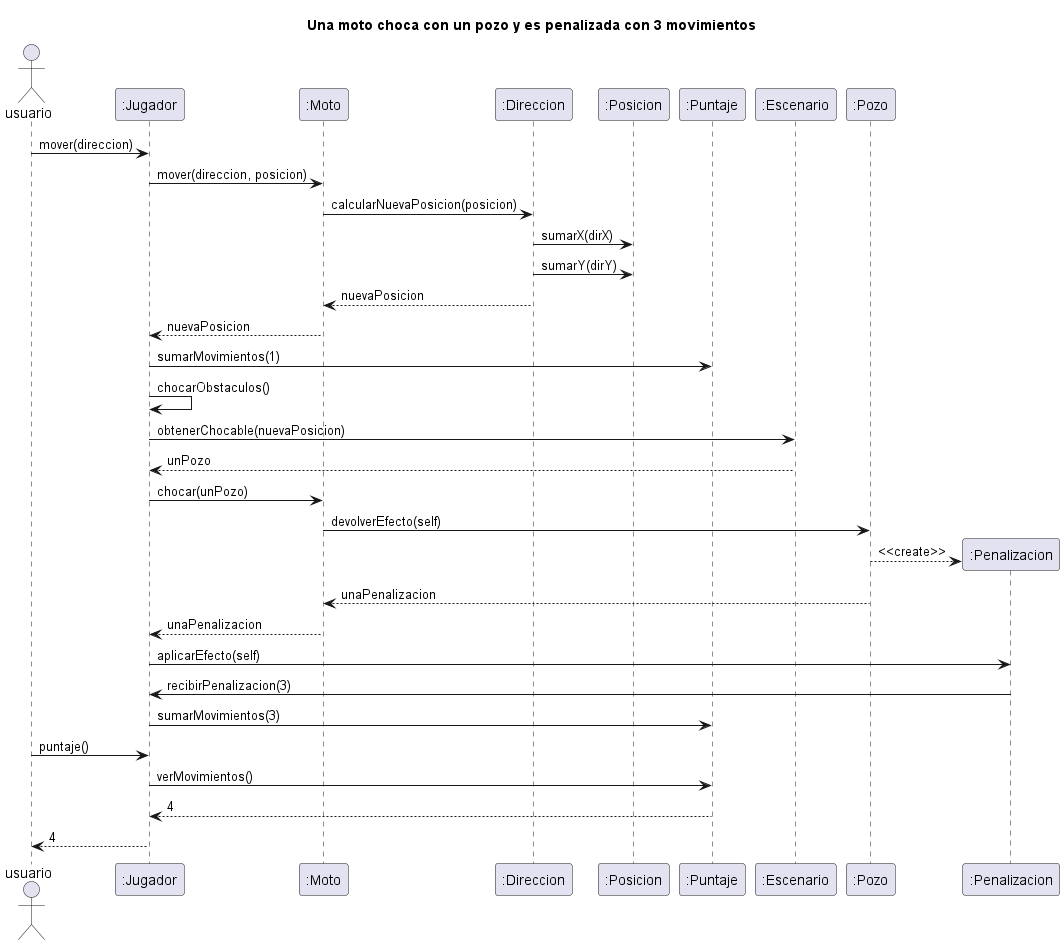 Una moto choca con un pozo y es penalizada con 3 movimientos
usuario
:Jugador
:Moto
:Direccion
:Posicion
:Puntaje
:Escenario
:Pozo
mover(direccion)
mover(direccion, posicion)
calcularNuevaPosicion(posicion)
sumarX(dirX)
sumarY(dirY)
nuevaPosicion
nuevaPosicion
sumarMovimientos(1)
chocarObstaculos()
obtenerChocable(nuevaPosicion)
unPozo
chocar(unPozo)
devolverEfecto(self)
<<create>>
:Penalizacion
unaPenalizacion
unaPenalizacion
aplicarEfecto(self)
recibirPenalizacion(3)
sumarMovimientos(3)
puntaje()
verMovimientos()
4
4
usuario
:Jugador
:Moto
:Direccion
:Posicion
:Puntaje
:Escenario
:Pozo
:Penalizacion